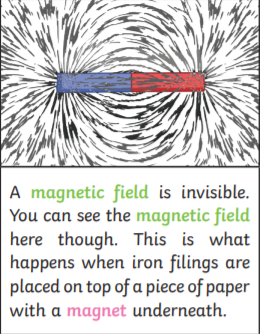 A magnetic field is invisible.
You can see the magnetic field
here though. This is what
happens when iron filings are
placed on top of a piece of paper
with a magnet underneath.